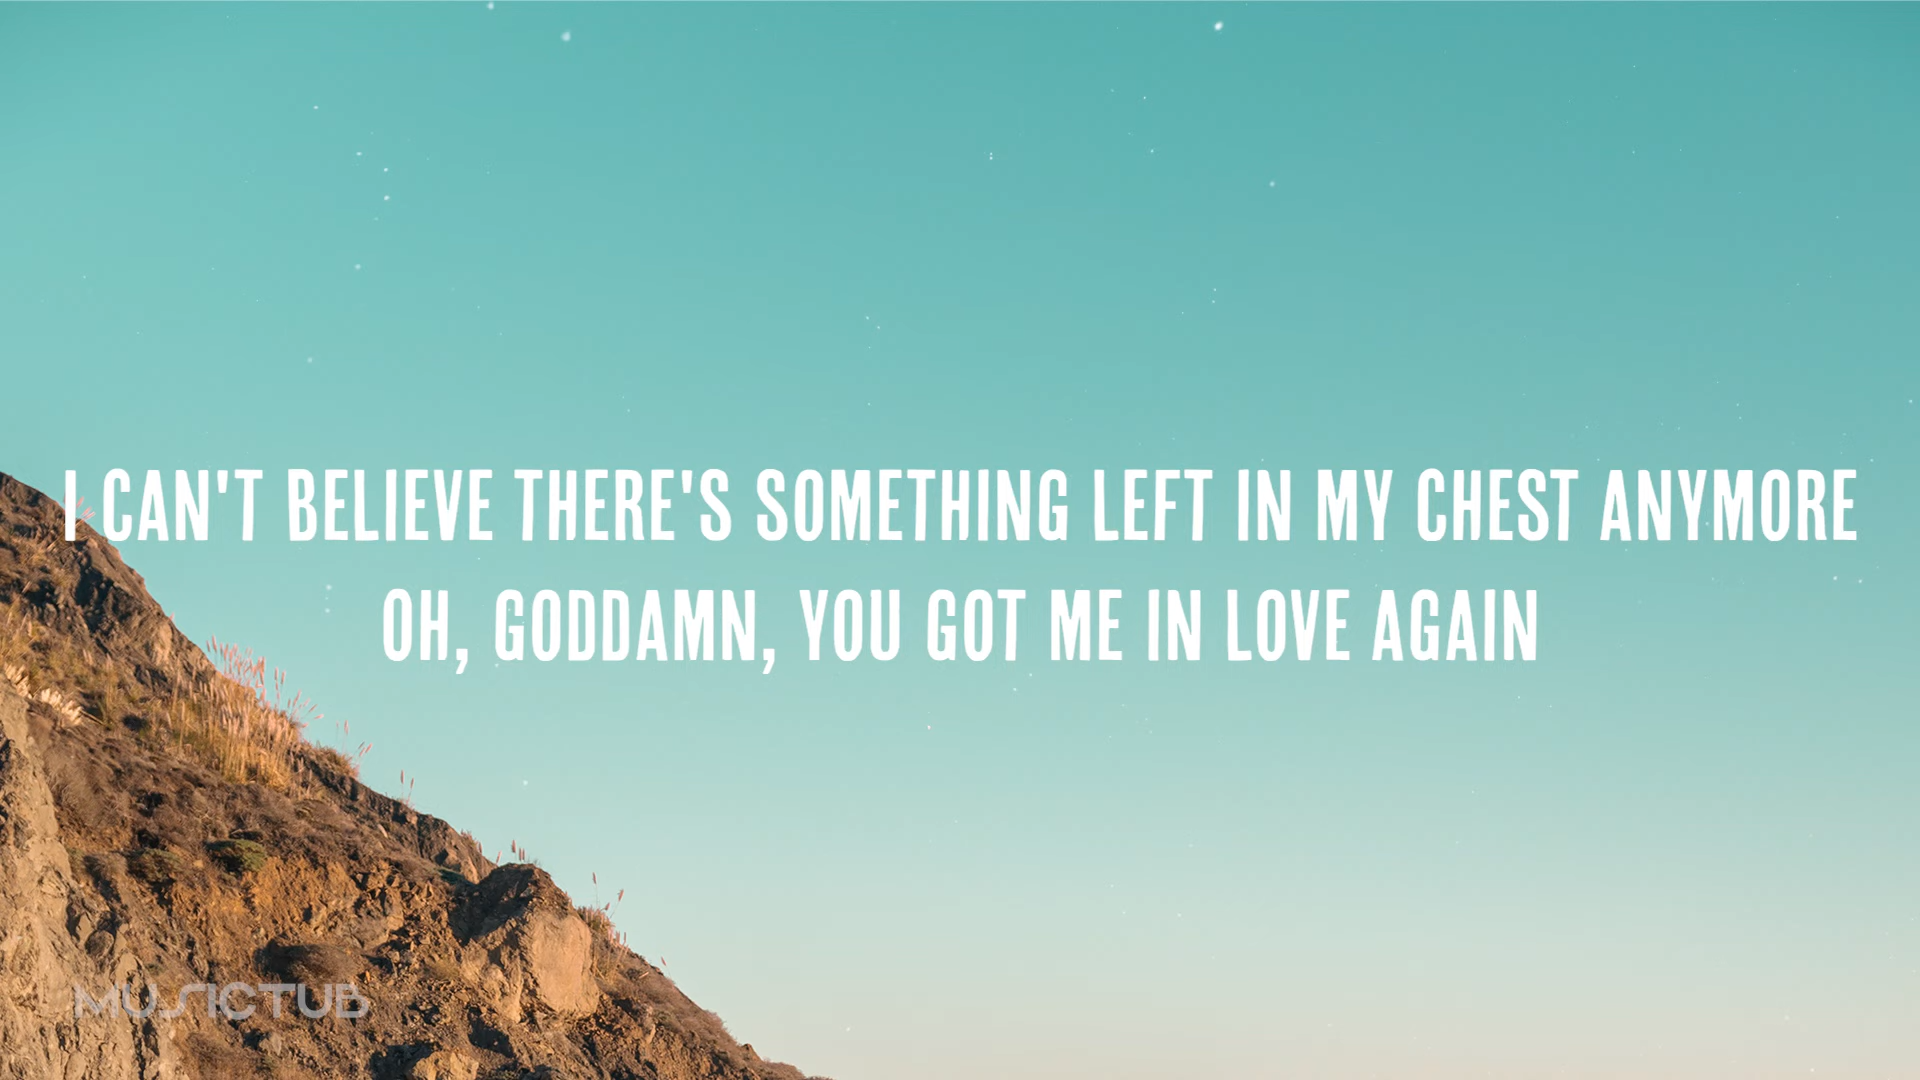 I CAN'T BELIEVE THERE'S SOMETHING LEFT IN MY CHEST ANYMORE
OH, GODDAMN, YOU GOT ME IN LOVE AGAIN
MUSICTUB